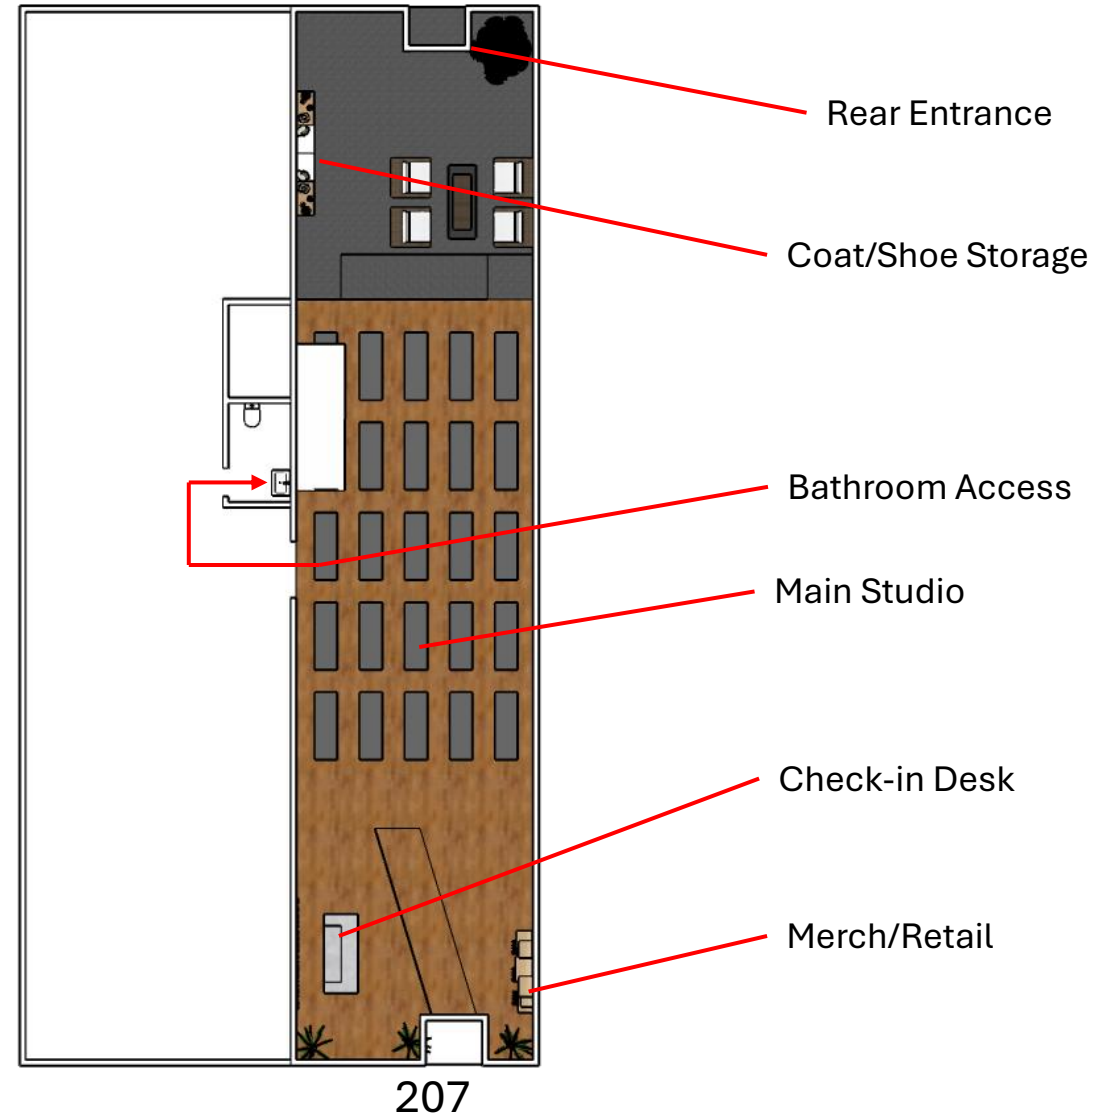 Rear Entrance
Coat/Shoe Storage
Bathroom Access
Main Studio
Check-in Desk
Merch/Retail
207